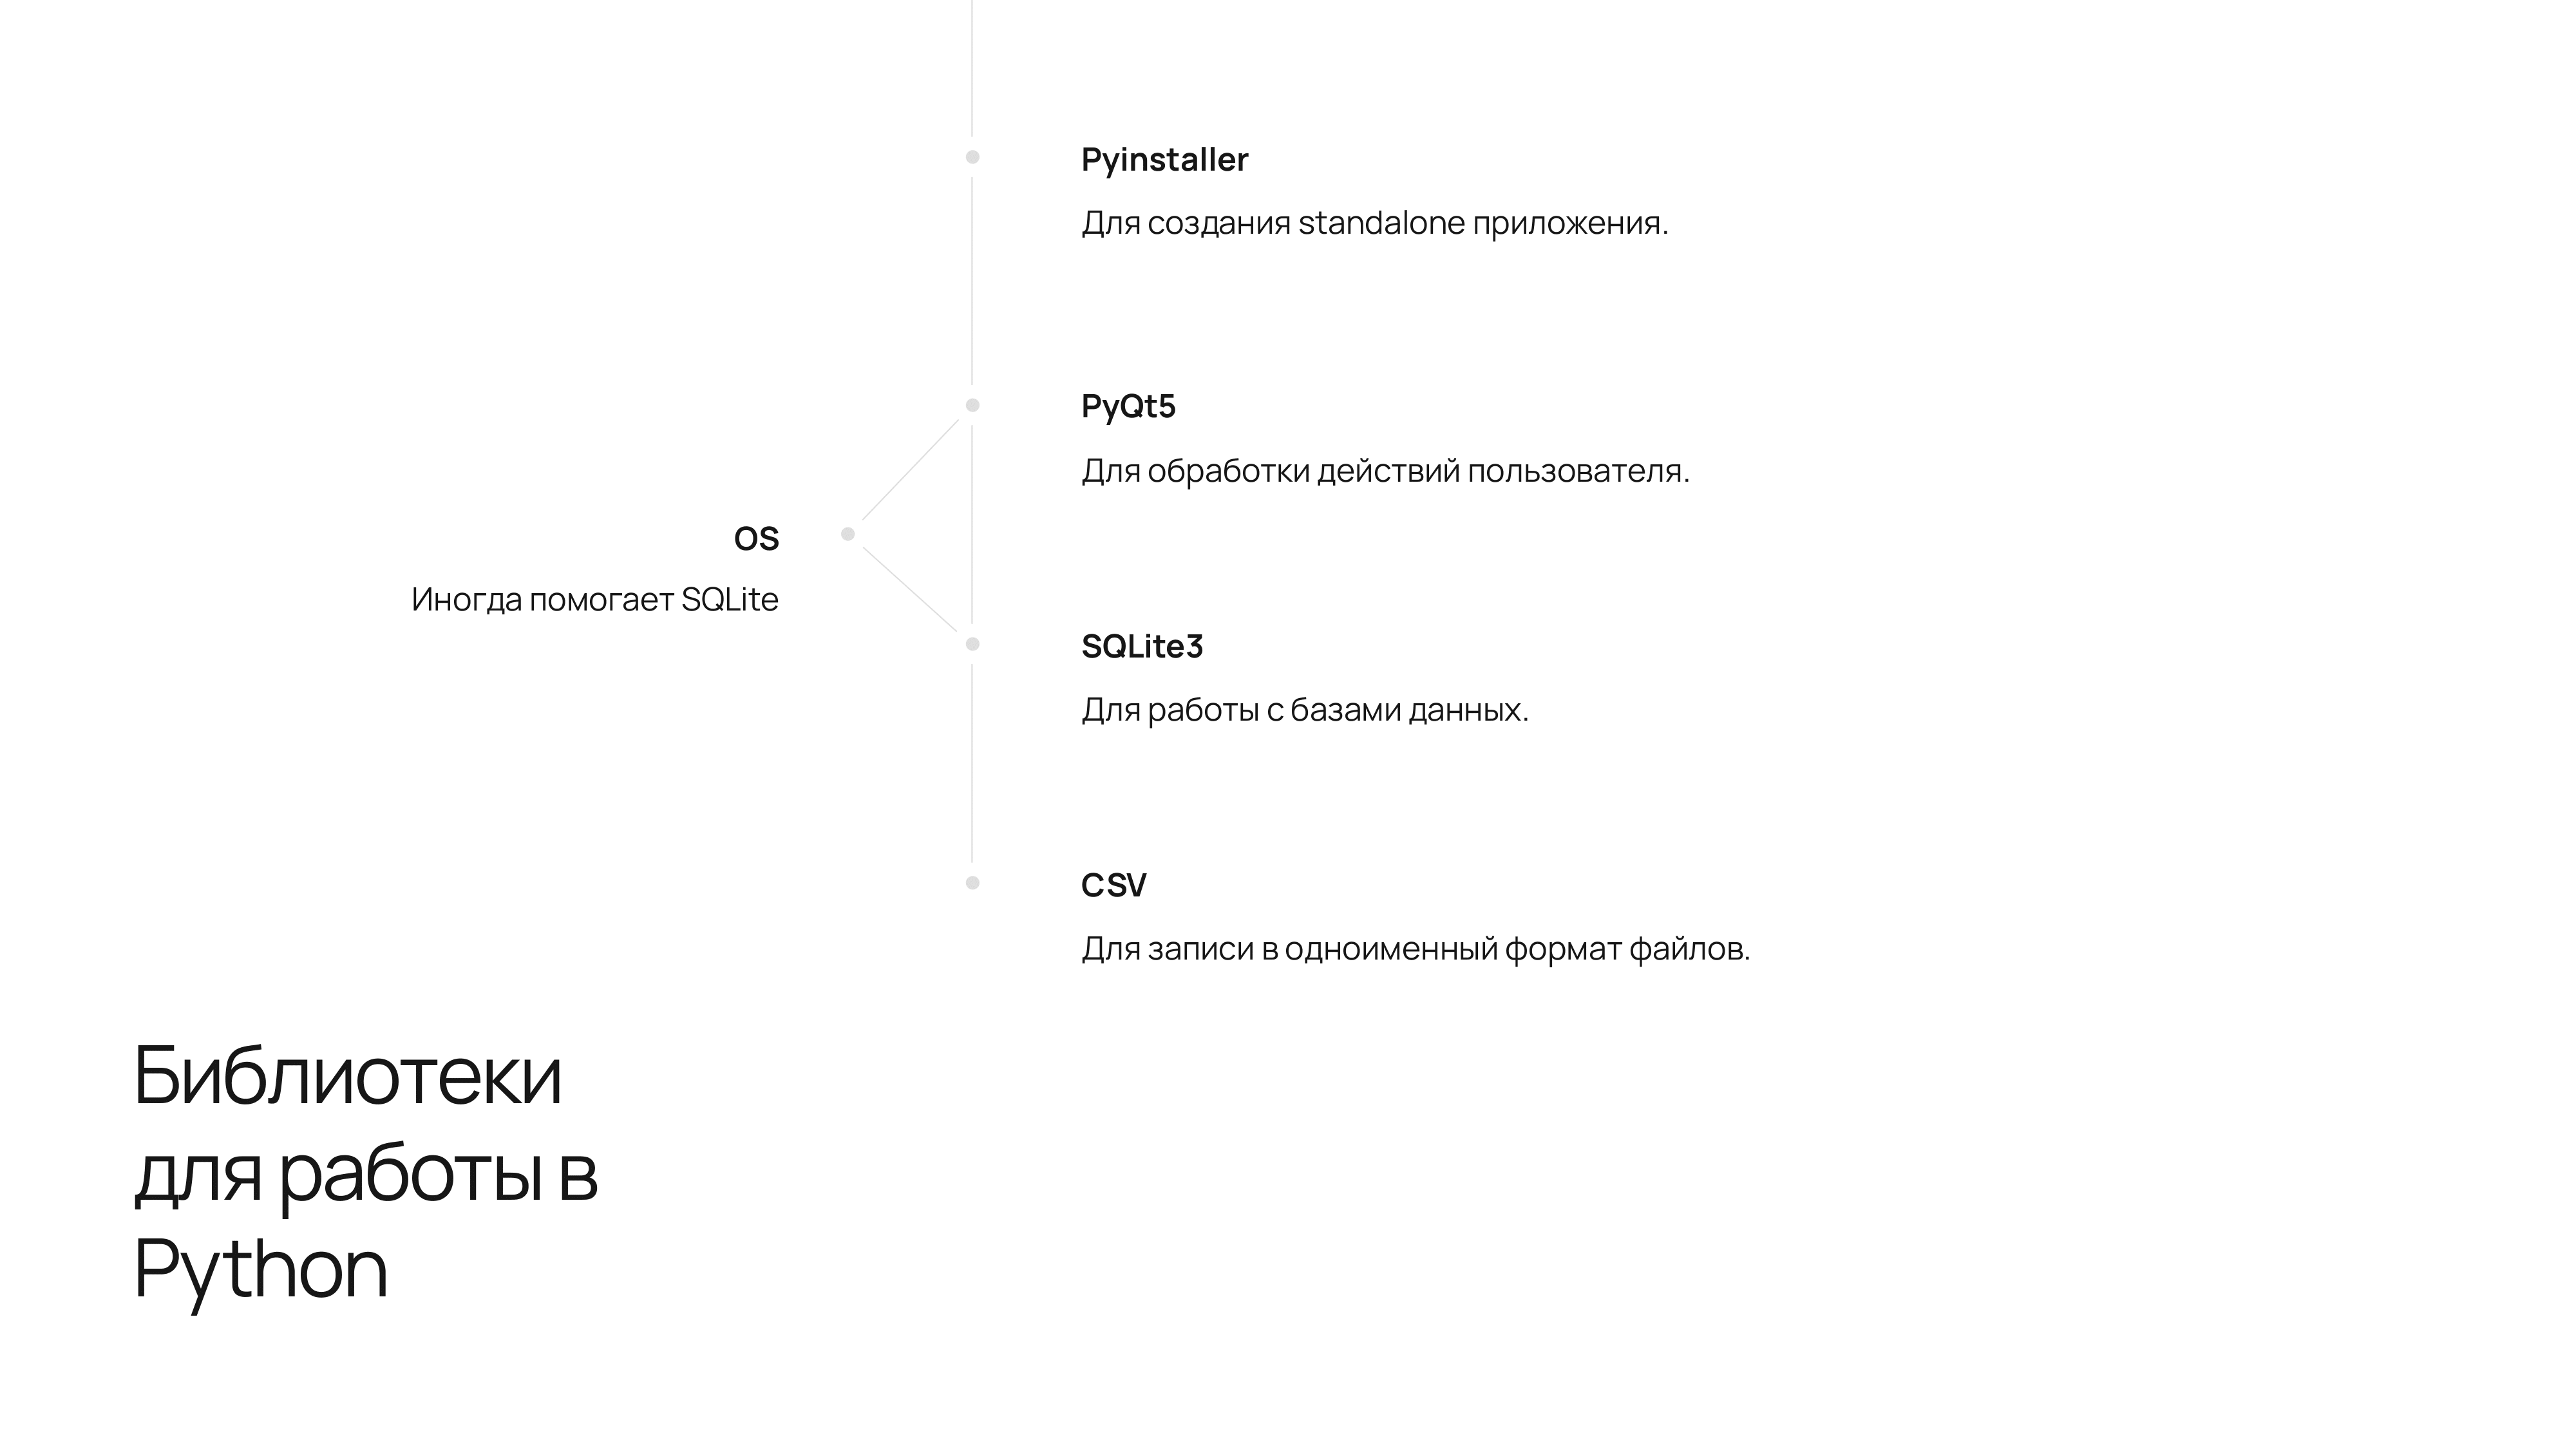 Pyinstaller
Для создания standalone приложения.
PyQt5
Для обработки действий пользователя.
os
Иногда помогает SQLite
SQLite3
Для работы с базами данных.
CSV
Для записи в одноименный формат файлов.
Библиотеки
для работы в
Python